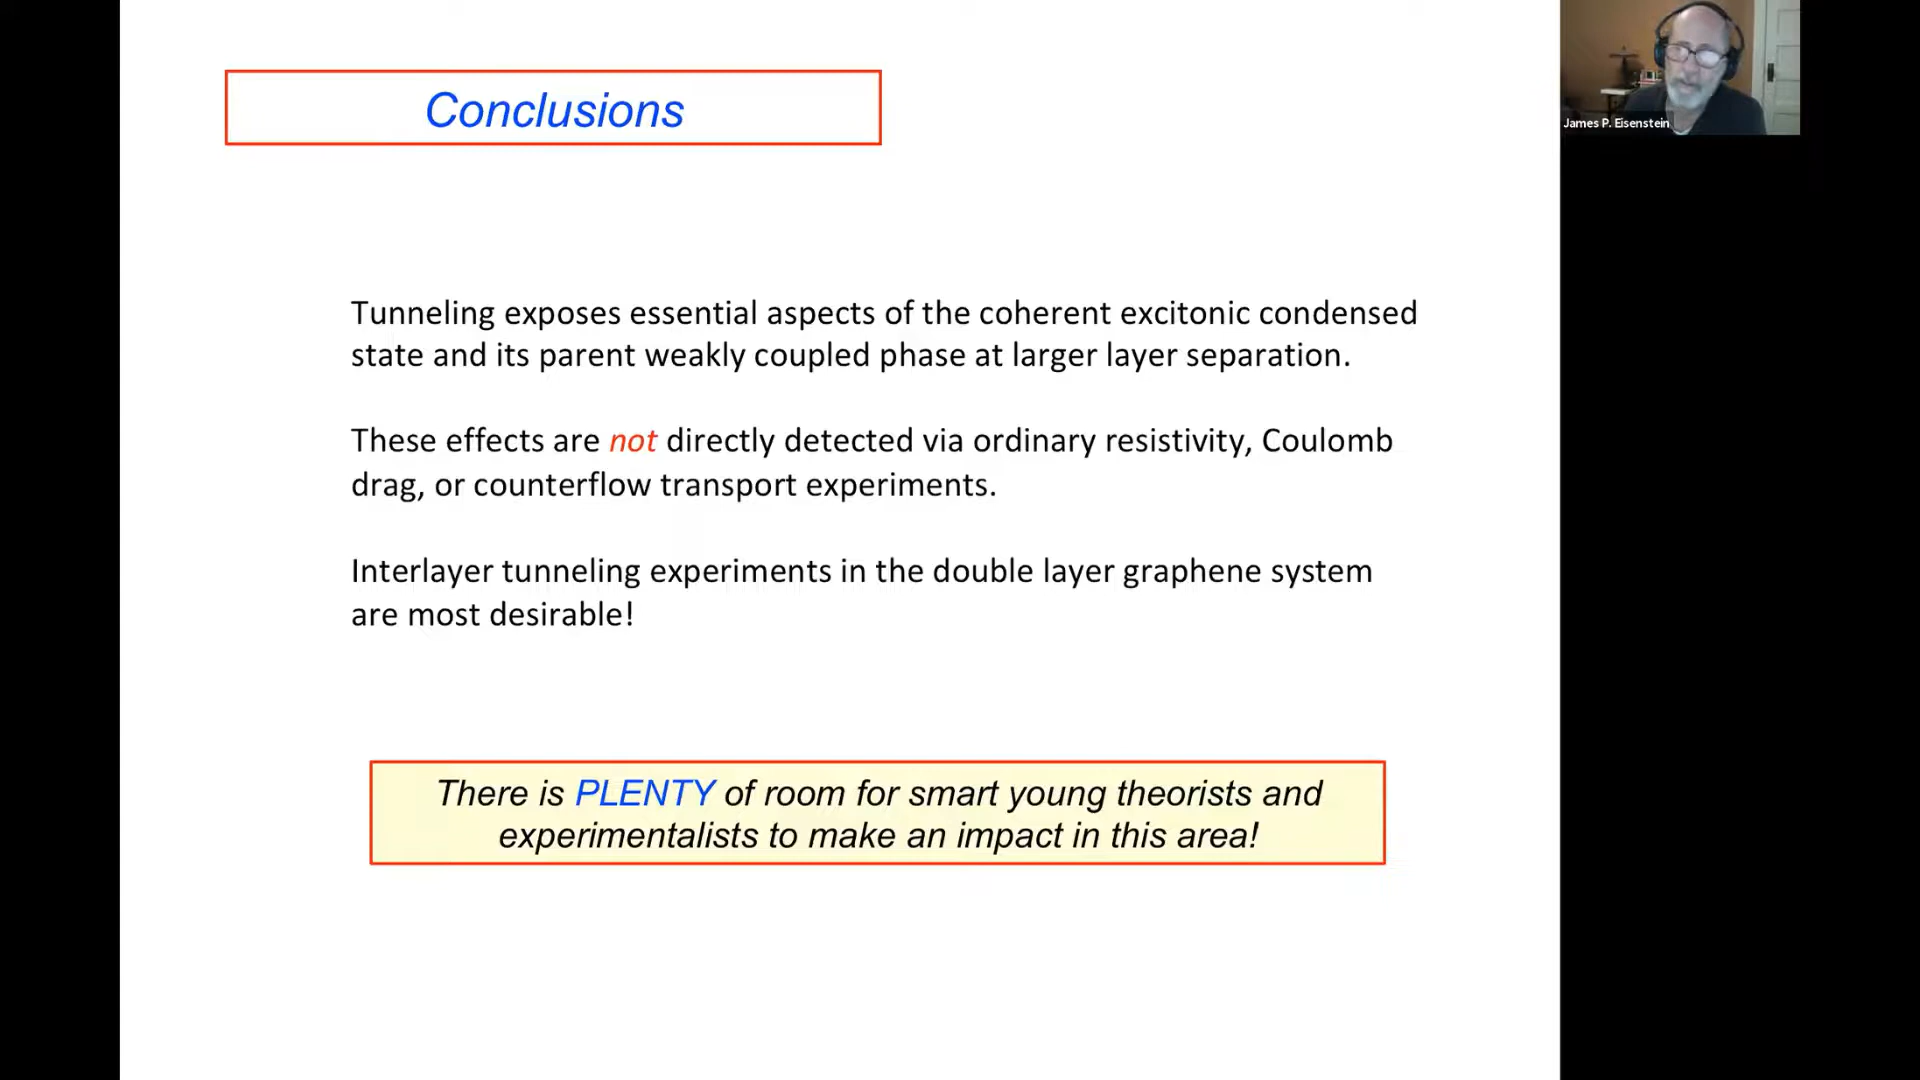 Conclusions
James P. Eisenstein
Tunneling exposes essential aspects of the coherent excitonic condensed
state and its parent weakly coupled phase at larger layer separation.
These effects are not directly detected via ordinary resistivity, Coulomb
drag, or counterflow transport experiments.
Interlayer tunneling experiments in the double layer graphene system
are most desirable!
There is PLENTY of room for smart young theorists and
experimentalists to make an impact in this area!